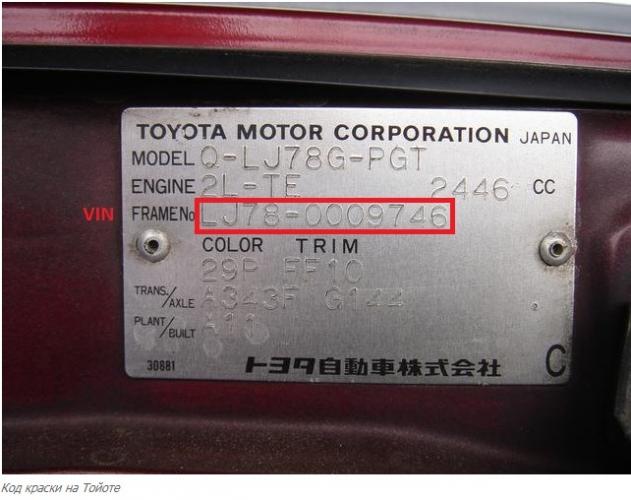 TOYOTA MOTOR CORPORATION JAPAN
MODEL Q-LJ78G-PGT
ENGINE 2L-TE 2446 CC
VIN FRAME No LJ78-0009746
COLOR TRIM
29P FF10
TRANS./AXLE A343F G144
PLANT/BUILT
30881 トヨタ自動車株式会社 C
Код краски на Тойоте